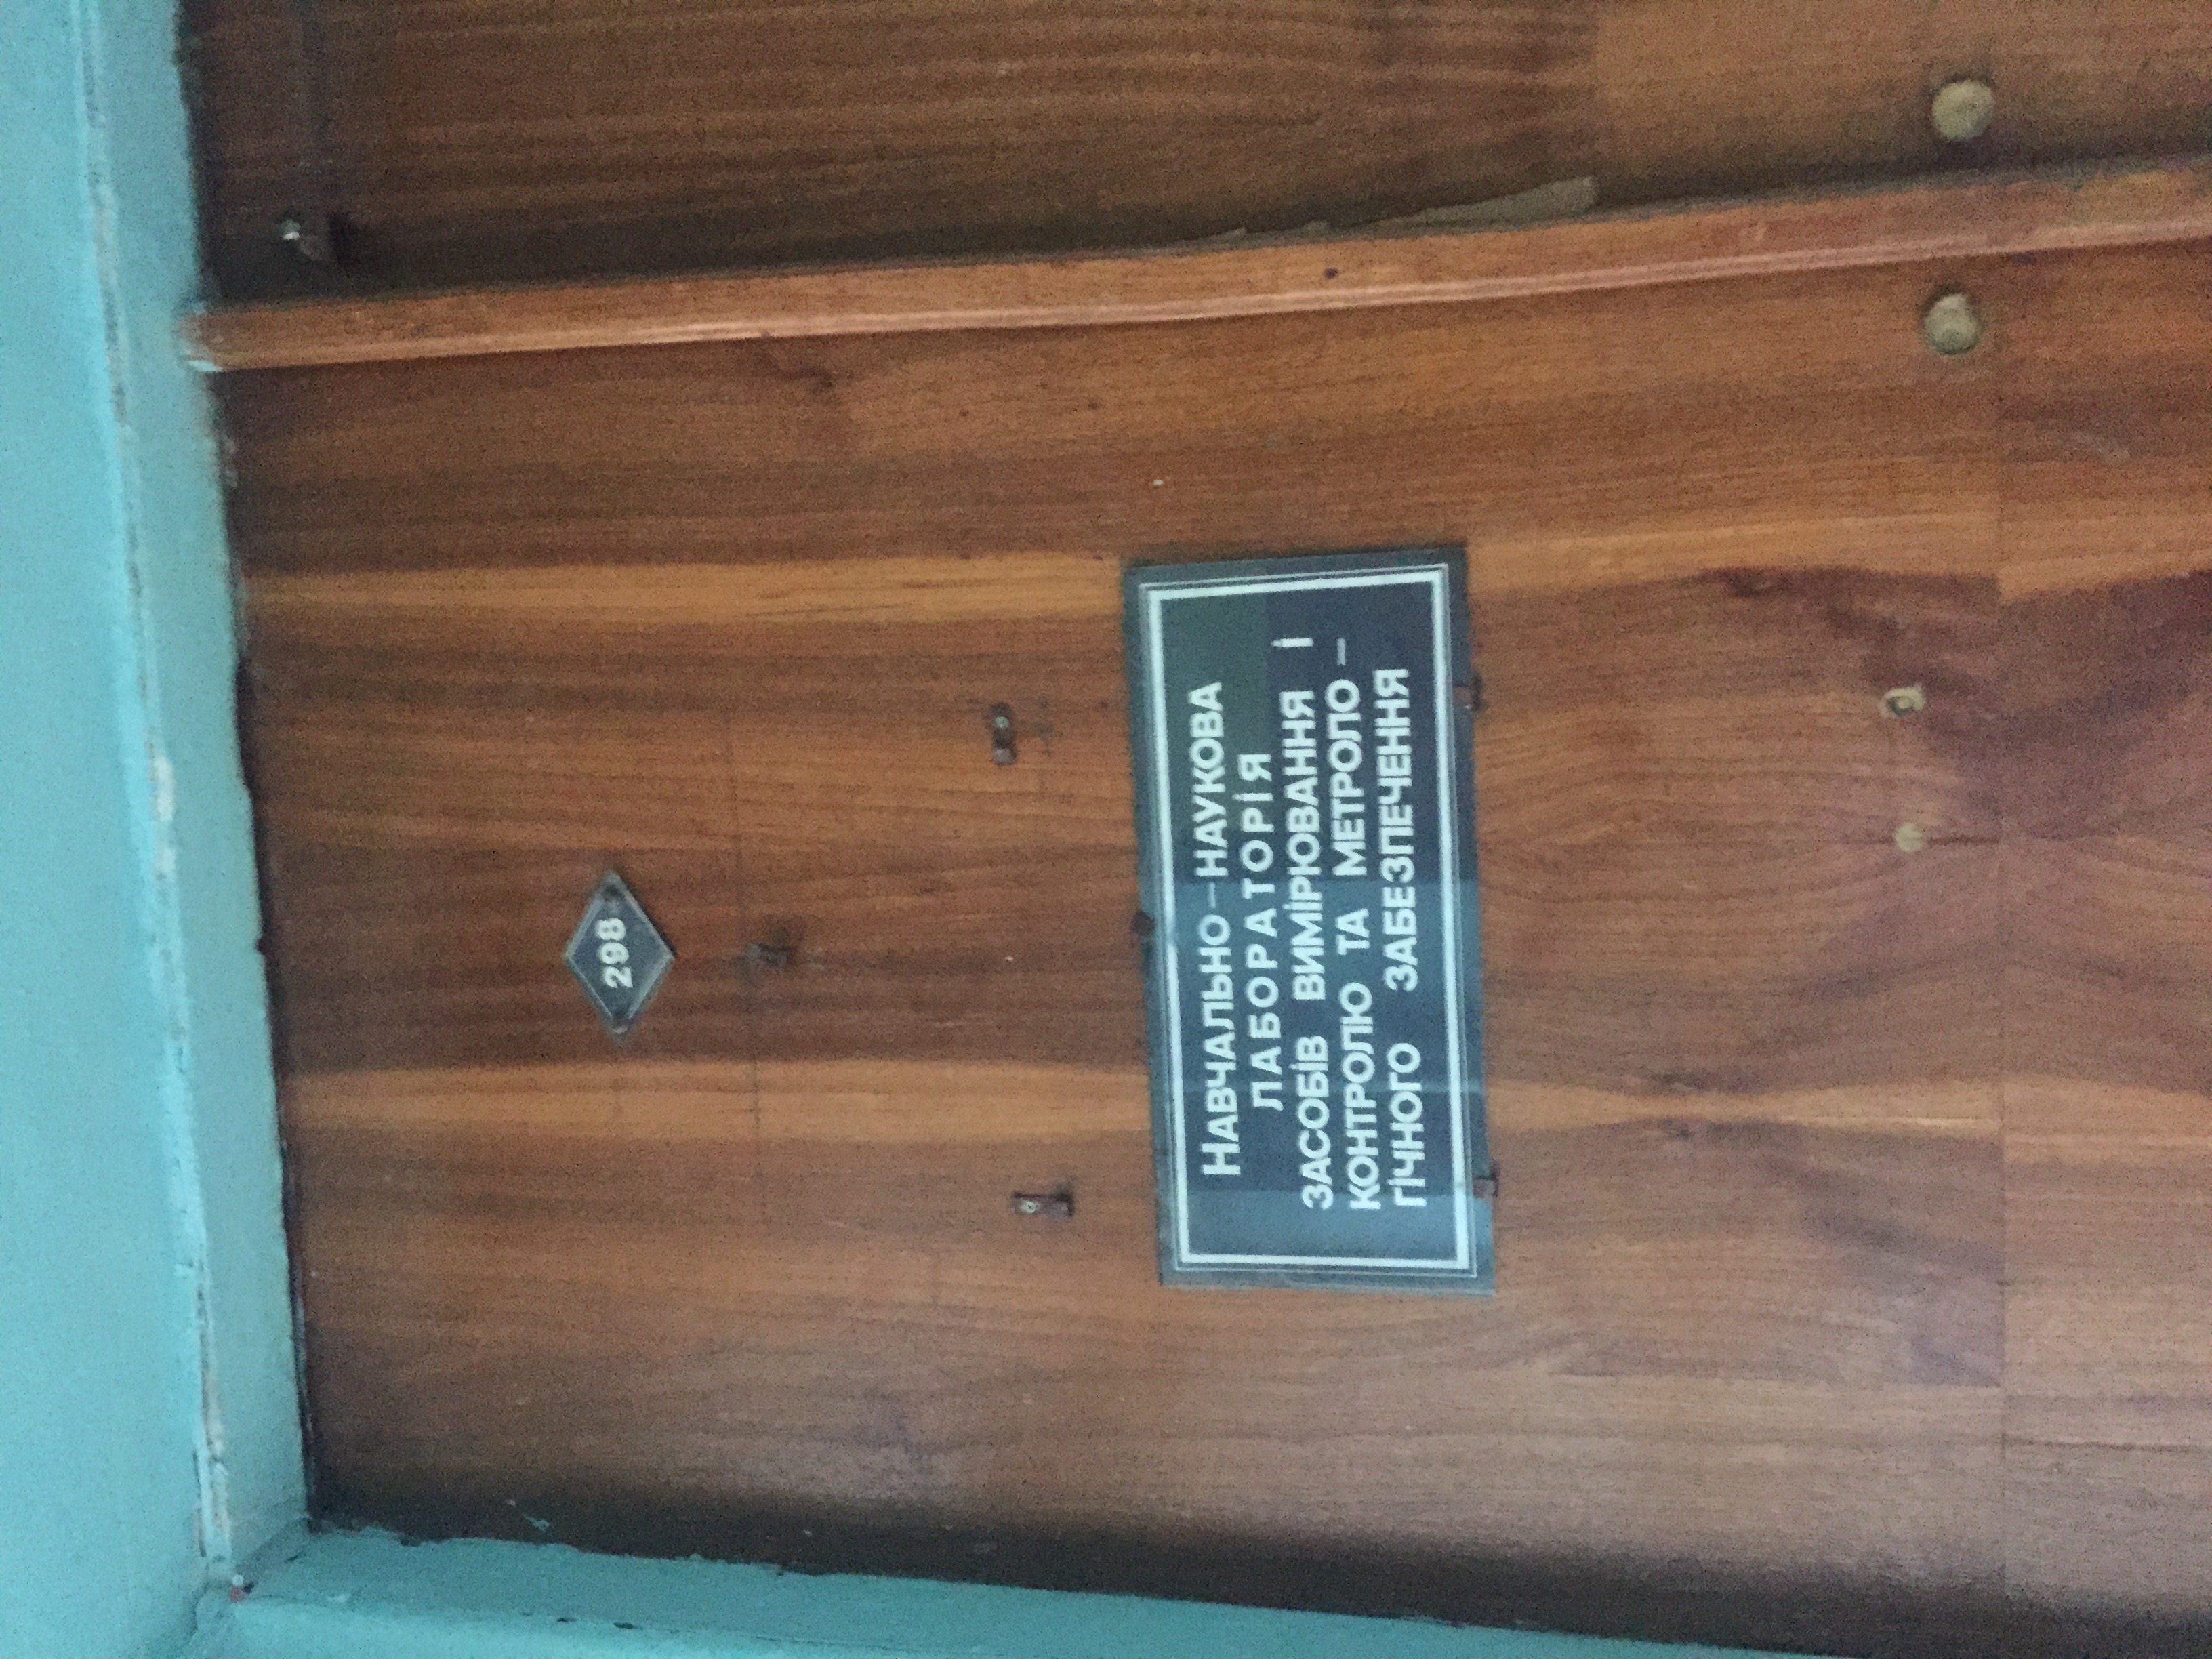 298
НАВЧАЛЬНО-НАУКОВА
ЛАБОРАТОРІЯ
ЗАСОБІВ ВИМІРЮВАННЯ І
КОНТРОЛЮ ТА МЕТРОЛО-
ГІЧНОГО ЗАБЕЗПЕЧЕННЯ